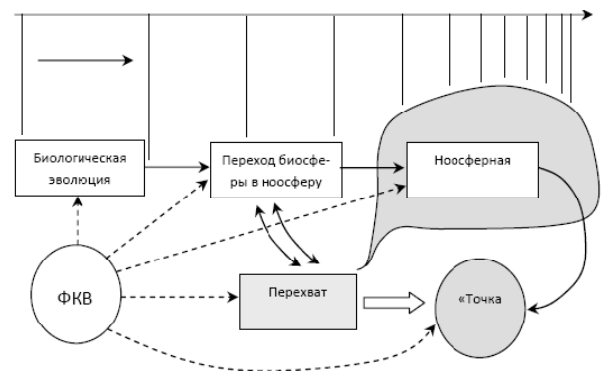 Биологическая
эволюция
Переход биосфе-
ры в ноосферу
Ноосферная
ФКВ
Перехват
«Точка